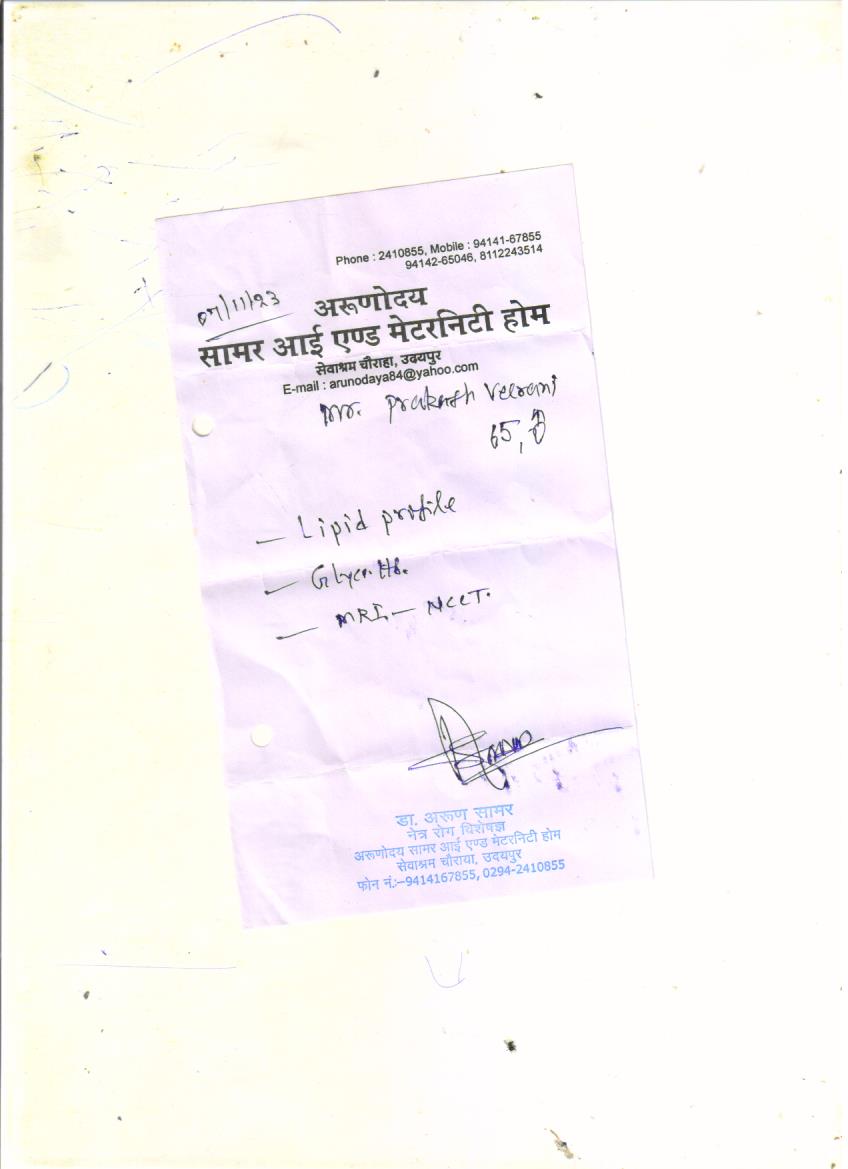 Phone : 2410855, Mobile : 94141-67855
94142-65046, 8112243514
07/11/23
अरूणोदय
सामर आई एण्ड मेटरनिटी होम
सेवाश्रम चौराहा, उदयपुर
E-mail : arunodaya84@yahoo.com
Mr. Prakash Veerani
65,
– Lipid profile
– Glyco. Hb.
– MRI – NCCT.
डा. अरूण सामर
नेत्र रोग विशेषज्ञ
अरूणोदय सामर आई एण्ड मेटरनिटी होम
सेवाश्रम चौराया, उदयपुर
फोन नं.:–9414167855, 0294-2410855